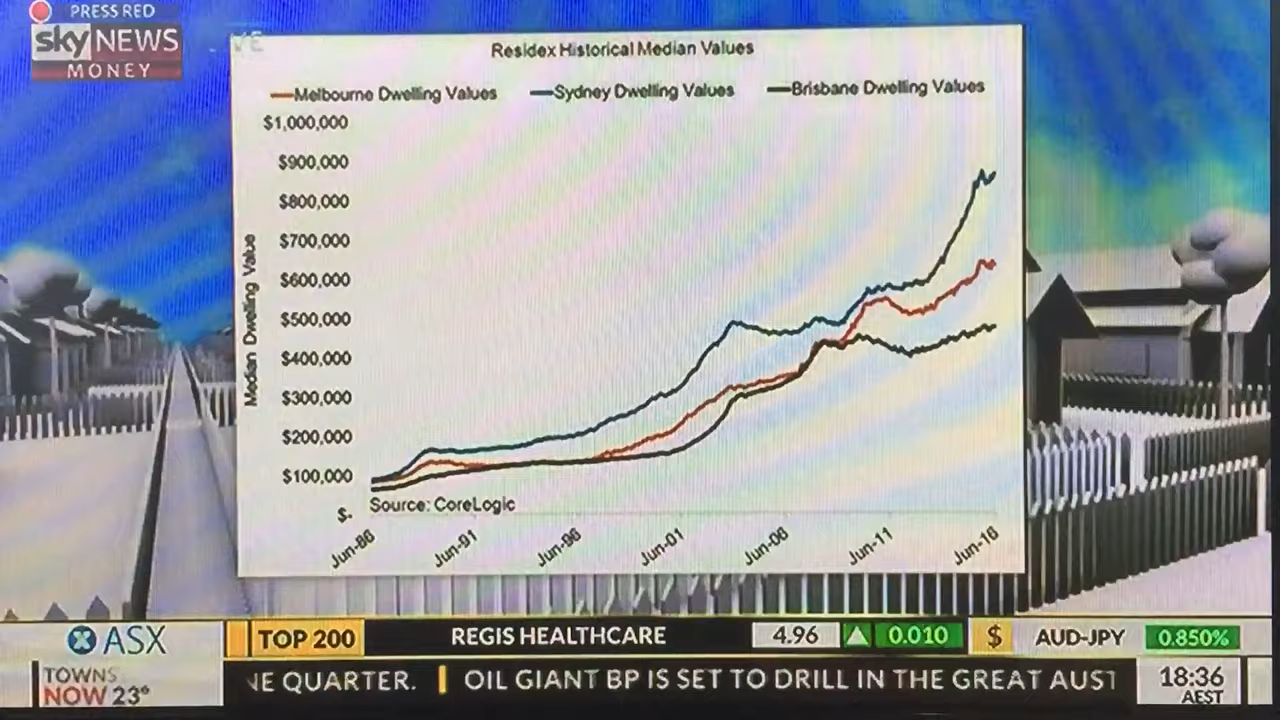 PRESS RED
sky NEWS
MONEY
Residex Historical Median Values
Melbourne Dwelling Values Sydney Dwelling Values Brisbane Dwelling Values
$1,000,000
$900,000
$800,000
$700,000
$600,000
$500,000
$400,000
$300,000
$200,000
$100,000
$-
Median Dwelling Value
Source: CoreLogic
Jun-86 Jun-91 Jun-96 Jun-01 Jun-06 Jun-11 Jun-16
ASX TOP 200 REGIS HEALTHCARE 4.96 0.010 $ AUD-JPY 0.850%
TOWNS
NOW 23°
NE QUARTER. OIL GIANT BP IS SET TO DRILL IN THE GREAT AUST
18:36
AEST